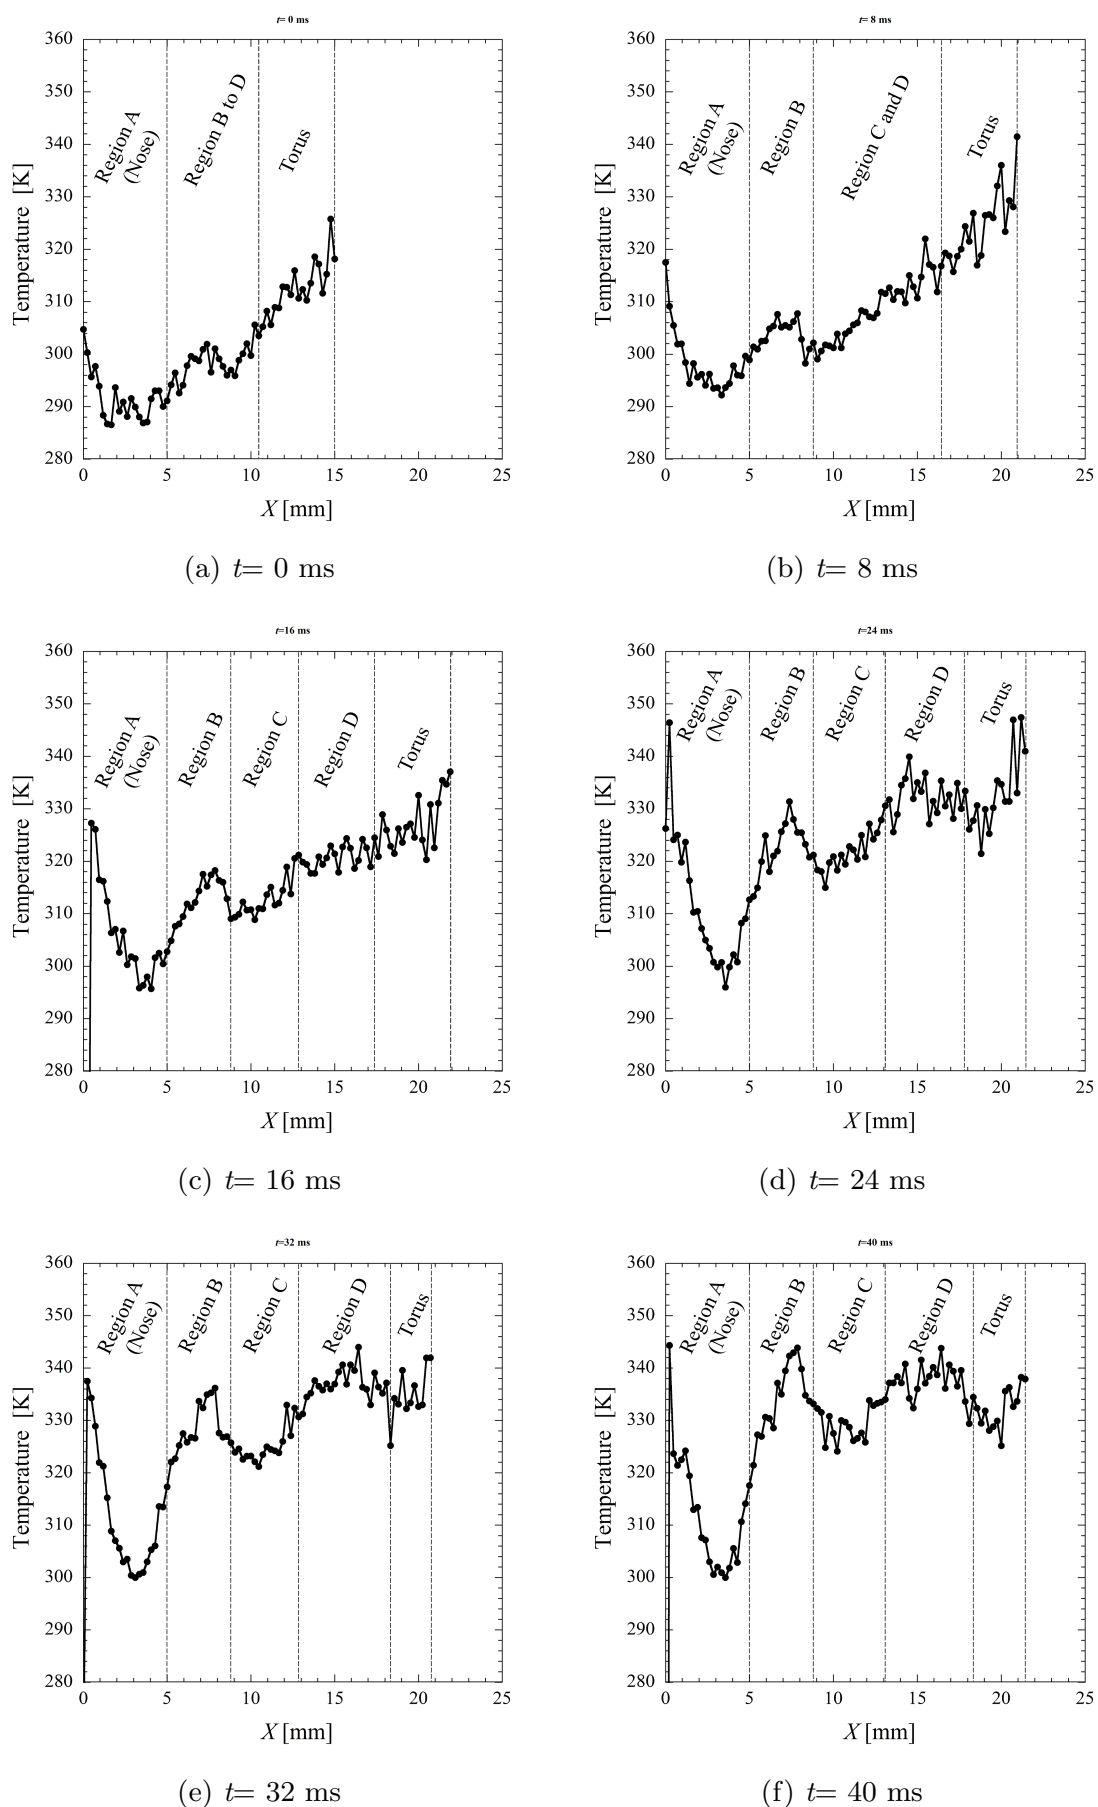 t= 0 ms
360
350
340
330
320
310
300
290
280
Temperature [K]
Region A
(Nose)
Region B to D
Torus
0 5 10 15 20 25
X [mm]
(a) t= 0 ms
t= 8 ms
360
350
340
330
320
310
300
290
280
Temperature [K]
Region A
(Nose)
Region B
Region C and D
Torus
0 5 10 15 20 25
X [mm]
(b) t= 8 ms
t=16 ms
360
350
340
330
320
310
300
290
280
Temperature [K]
Region A
(Nose)
Region B
Region C
Region D
Torus
0 5 10 15 20 25
X [mm]
(c) t= 16 ms
t=24 ms
360
350
340
330
320
310
300
290
280
Temperature [K]
Region A
(Nose)
Region B
Region C
Region D
Torus
0 5 10 15 20 25
X [mm]
(d) t= 24 ms
t=32 ms
360
350
340
330
320
310
300
290
280
Temperature [K]
Region A
(Nose)
Region B
Region C
Region D
Torus
0 5 10 15 20 25
X [mm]
(e) t= 32 ms
t=40 ms
360
350
340
330
320
310
300
290
280
Temperature [K]
Region A
(Nose)
Region B
Region C
Region D
Torus
0 5 10 15 20 25
X [mm]
(f) t= 40 ms